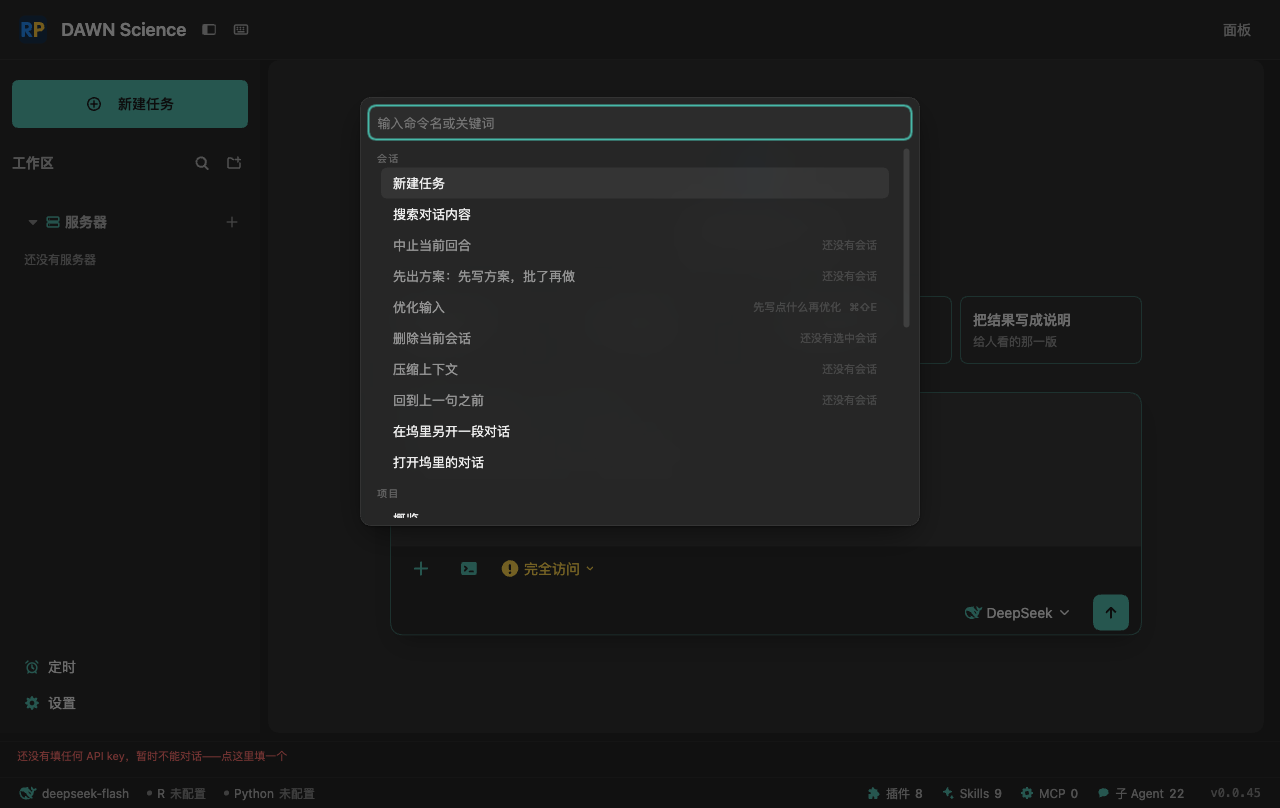 RP DAWN Science
面板
新建任务
工作区
服务器
还没有服务器
输入命令名或关键词
会话
新建任务
搜索对话内容
中止当前回合 还没有会话
先出方案：先写方案，批了再做 还没有会话
优化输入 先写点什么再优化 ⌘⇧E
删除当前会话 还没有选中会话
压缩上下文 还没有会话
回到上一句之前 还没有会话
在坞里另开一段对话
打开坞里的对话
项目
概览
把结果写成说明
给人看的那一版
完全访问
DeepSeek
定时
设置
还没有填任何 API key，暂时不能对话——点这里填一个
deepseek-flash R 未配置 Python 未配置 插件 8 Skills 9 MCP 0 子 Agent 22 v0.0.45